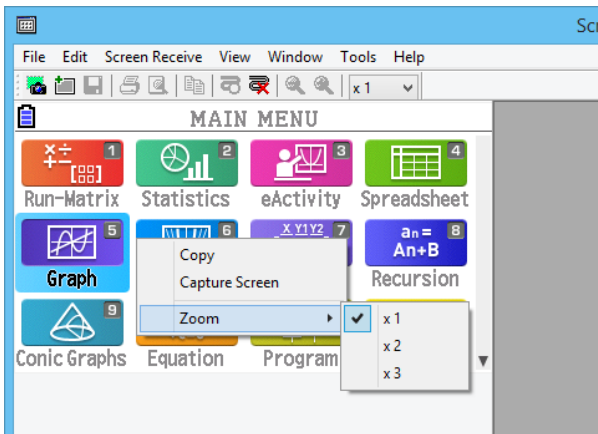 Scr
File Edit Screen Receive View Window Tools Help
x 1
MAIN MENU
×÷ +− [88] 1
2
3
4
Run-Matrix Statistics eActivity Spreadsheet
5
6
X Y1Y2 7
an= An+B 8
Graph
Recursion
Copy
Capture Screen
Zoom
x 1
x 2
x 3
9
Conic Graphs Equation Program